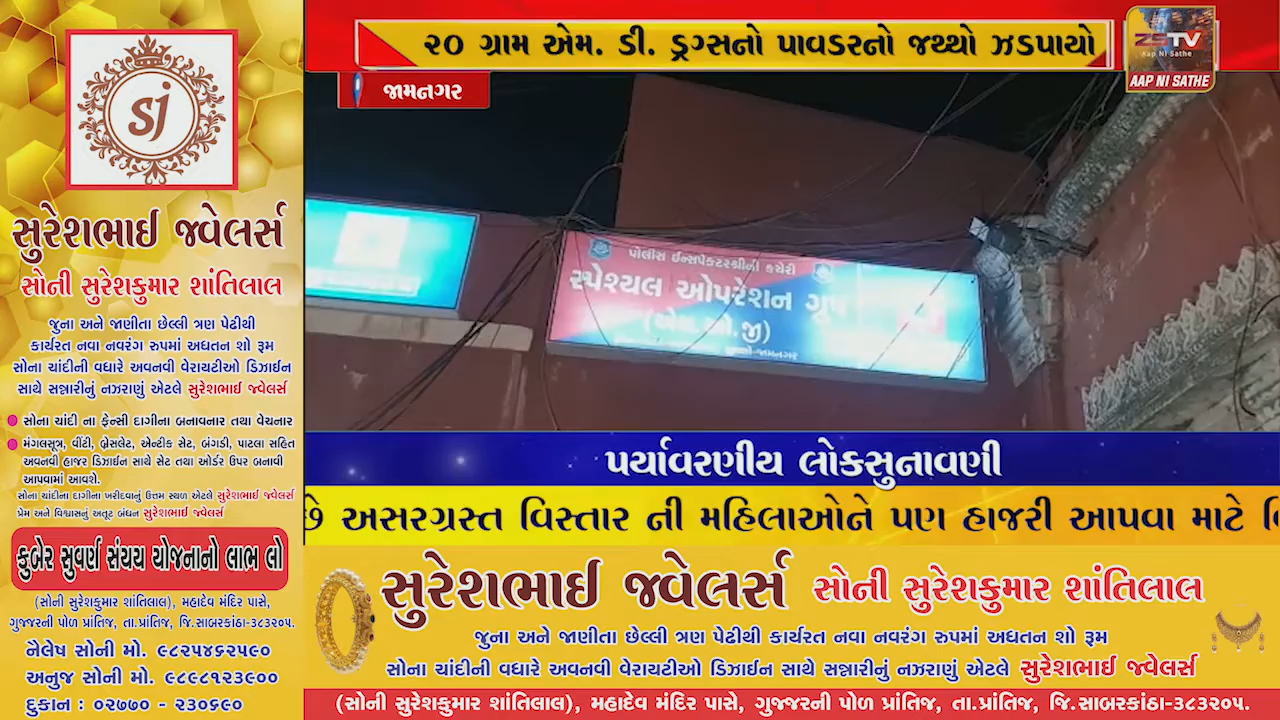 sj
સુરેશભાઈ જ્વેલર્સ
સોની સુરેશકુમાર શાંતિલાલ
જુના અને જાણીતા છેલ્લી ત્રણ પેઢીથી
કાર્યરત નવા નવરંગ રુપમાં અધતન શો રૂમ
સોના ચાંદીની વધારે અવનવી વેરાયટીઓ ડિઝાઈન
સાથે સન્નારીનું નઝરાણું એટલે સુરેશભાઈ જ્વેલર્સ
સોના ચાંદી ના ફેન્સી દાગીના બનાવનાર તથા વેચનાર
મંગલસૂત્ર, વીંટી, બ્રેસલેટ, એન્ટીક સેટ, બંગડી, પાટલા સહિત
અવનવી હાજર ડિઝાઈન સાથે સેટ તથા ઓર્ડર ઉપર બનાવી
આપવામાં આવશે.
સોના ચાંદીના દાગીના ખરીદવાનું ઉત્તમ સ્થળ એટલે સુરેશભાઈ જ્વેલર્સ
પ્રેમ અને વિશ્વાસનું અતૂટ બંધન સુરેશભાઈ જ્વેલર્સ
કુબેર સુવર્ણ સંચય યોજનાનો લાભ લો
(સોની સુરેશકુમાર શાંતિલાલ), મહાદેવ મંદિર પાસે,
ગુજ્જરની પોળ પ્રાંતિજ, તા.પ્રાંતિજ, જિ.સાબરકાંઠા-૩૮૩૨૦૫.
નૈલેષ સોની મો. ૯૮૨૫૪૬૨૫૯૦
અનુજ સોની મો. ૯૮૯૮૧૨૩૯૦૦
દુકાન : ૦૨૭૭૦ - ૨૩૦૬૯૦
૨૦ ગ્રામ એમ. ડી. ડ્રગ્સનો પાવડરનો જથ્થો ઝડપાયો
TV
Aap Ni Sathe
AAP NI SATHE
જામનગર
પોલીસ ઈન્સપેક્ટરશ્રીની કચેરી
સ્પેશ્યલ ઓપરેશન ગ્રુપ
(એસ.ઓ.જી)
જામનગર
પર્યાવરણીય લોકસુનાવણી
છે અસરગ્રસ્ત વિસ્તાર ની મહિલાઓને પણ હાજરી આપવા માટે
સુરેશભાઈ જ્વેલર્સ સોની સુરેશકુમાર શાંતિલાલ
જુના અને જાણીતા છેલ્લી ત્રણ પેઢીથી કાર્યરત નવા નવરંગ રુપમાં અધતન શો રૂમ
સોના ચાંદીની વધારે અવનવી વેરાયટીઓ ડિઝાઈન સાથે સન્નારીનું નઝરાણું એટલે સુરેશભાઈ જ્વેલર્સ
(સોની સુરેશકુમાર શાંતિલાલ), મહાદેવ મંદિર પાસે, ગુજ્જરની પોળ પ્રાંતિજ, તા.પ્રાંતિજ, જિ.સાબરકાંઠા-૩૮૩૨૦૫.